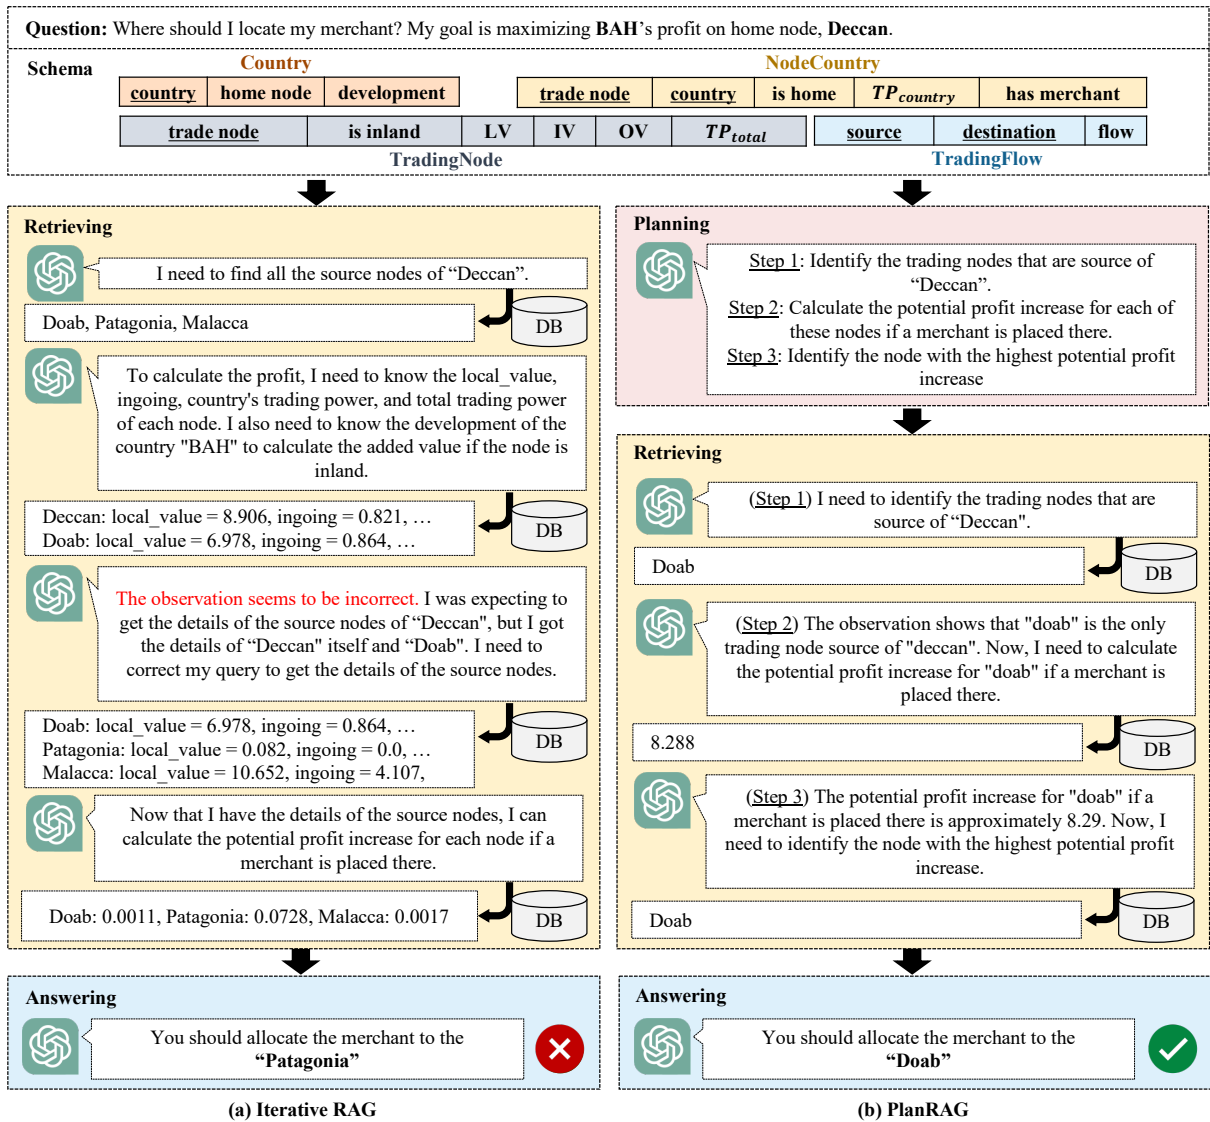 Question: Where should I locate my merchant? My goal is maximizing BAH's profit on home node, Deccan.
Schema
Country
country home node development
NodeCountry
trade node country is home TP_country has merchant
trade node is inland LV IV OV TP_total
TradingNode
source destination flow
TradingFlow
Retrieving
I need to find all the source nodes of “Deccan”.
DB
Doab, Patagonia, Malacca
To calculate the profit, I need to know the local_value,
ingoing, country's trading power, and total trading power
of each node. I also need to know the development of the
country "BAH" to calculate the added value if the node is
inland.
DB
Deccan: local_value = 8.906, ingoing = 0.821, …
Doab: local_value = 6.978, ingoing = 0.864, …
The observation seems to be incorrect. I was expecting to
get the details of the source nodes of “Deccan", but I got
the details of “Deccan" itself and “Doab". I need to
correct my query to get the details of the source nodes.
DB
Doab: local_value = 6.978, ingoing = 0.864, …
Patagonia: local_value = 0.082, ingoing = 0.0, …
Malacca: local_value = 10.652, ingoing = 4.107,
Now that I have the details of the source nodes, I can
calculate the potential profit increase for each node if a
merchant is placed there.
DB
Doab: 0.0011, Patagonia: 0.0728, Malacca: 0.0017
Answering
You should allocate the merchant to the
“Patagonia”
(a) Iterative RAG
Planning
Step 1: Identify the trading nodes that are source of
“Deccan”.
Step 2: Calculate the potential profit increase for each of
these nodes if a merchant is placed there.
Step 3: Identify the node with the highest potential profit
increase
Retrieving
(Step 1) I need to identify the trading nodes that are
source of “Deccan".
DB
Doab
(Step 2) The observation shows that "doab" is the only
trading node source of "deccan". Now, I need to calculate
the potential profit increase for "doab" if a merchant is
placed there.
DB
8.288
(Step 3) The potential profit increase for "doab" if a
merchant is placed there is approximately 8.29. Now, I
need to identify the node with the highest potential profit
increase.
DB
Doab
Answering
You should allocate the merchant to the
“Doab”
(b) PlanRAG